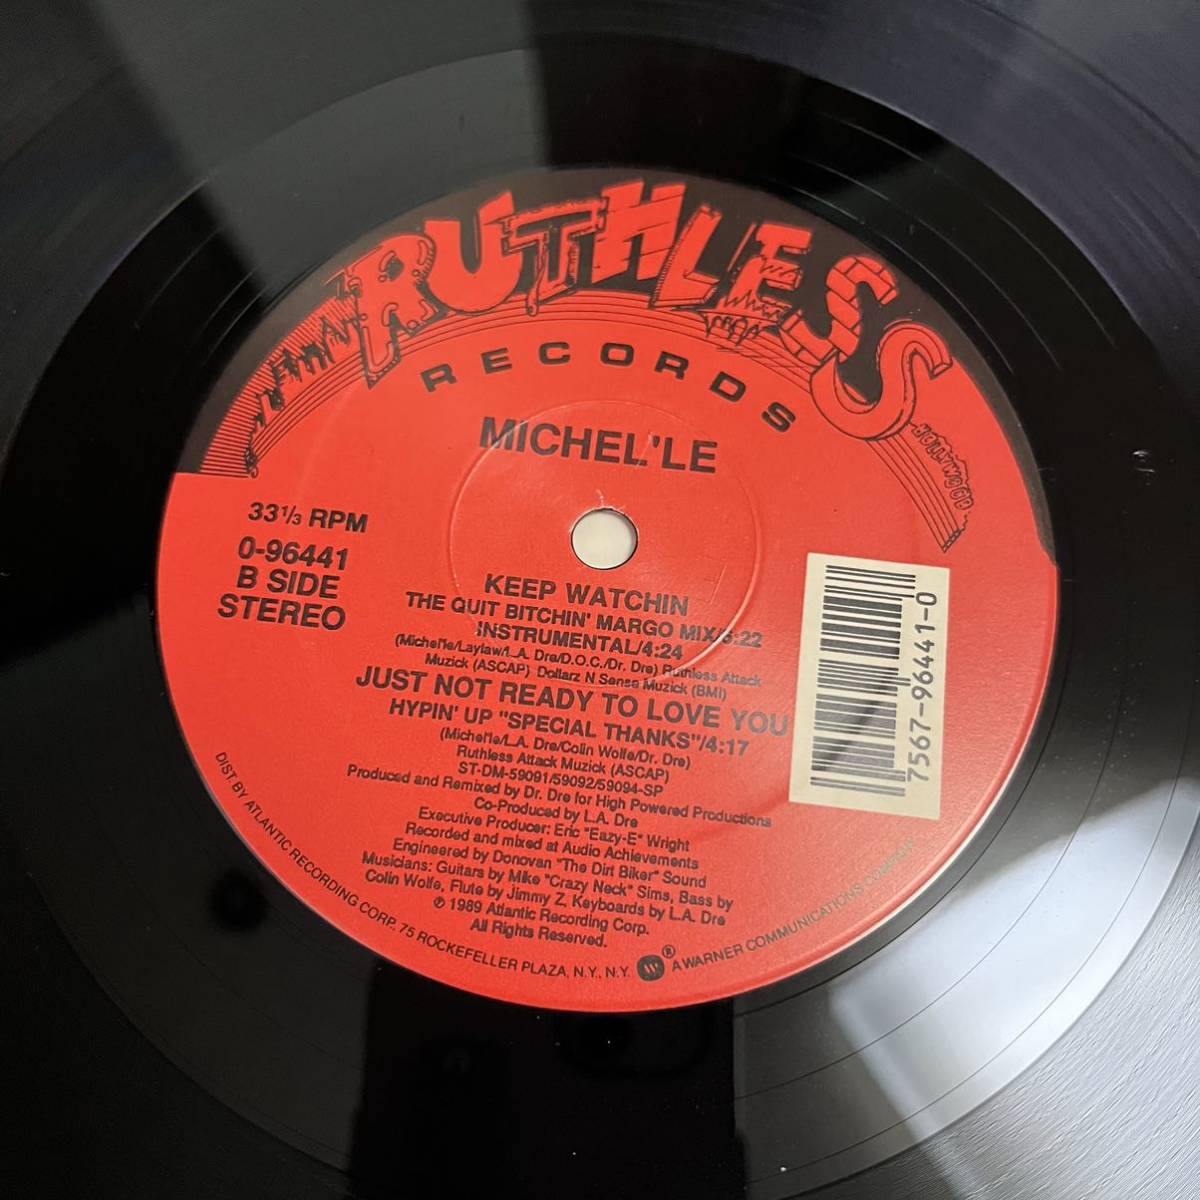 RUTHLESS
RECORDS
MICHEL'LE
33 1/3 RPM
0-96441
B SIDE
STEREO
KEEP WATCHIN
THE QUIT BITCHIN' MARGO MIX/6:22
INSTRUMENTAL/4:24
(Michel'le/Laylaw/L.A. Dre/D.O.C./Dr. Dre) Ruthless Attack
Muzick (ASCAP) Dollarz N Sense Muzick (BMI)
JUST NOT READY TO LOVE YOU
HYPIN' UP "SPECIAL THANKS"/4:17
(Michel'le/L.A. Dre/Colin Wolfe/Dr. Dre)
Ruthless Attack Muzick (ASCAP)
ST-DM-59091/59092/59094-SP
Produced and Remixed by Dr. Dre for High Powered Productions
Co-Produced by L.A. Dre
Executive Producer: Eric "Eazy-E" Wright
Recorded and mixed at Audio Achievements
Engineered by Donovan "The Dirt Biker" Sound
Musicians: Guitars by Mike "Crazy Neck" Sims, Bass by
Colin Wolfe, Flute by Jimmy Z, Keyboards by L.A. Dre
℗ 1989 Atlantic Recording Corp.
All Rights Reserved.
DIST. BY ATLANTIC RECORDING CORP. 75 ROCKEFELLER PLAZA, N.Y., N.Y. ® A WARNER COMMUNICATIONS COMPANY
7567-96441-0